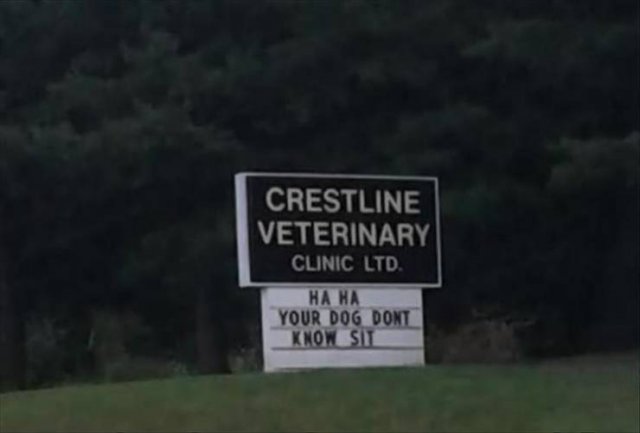 CRESTLINE
VETERINARY
CLINIC LTD.
HA HA
YOUR DOG DONT
KNOW SIT